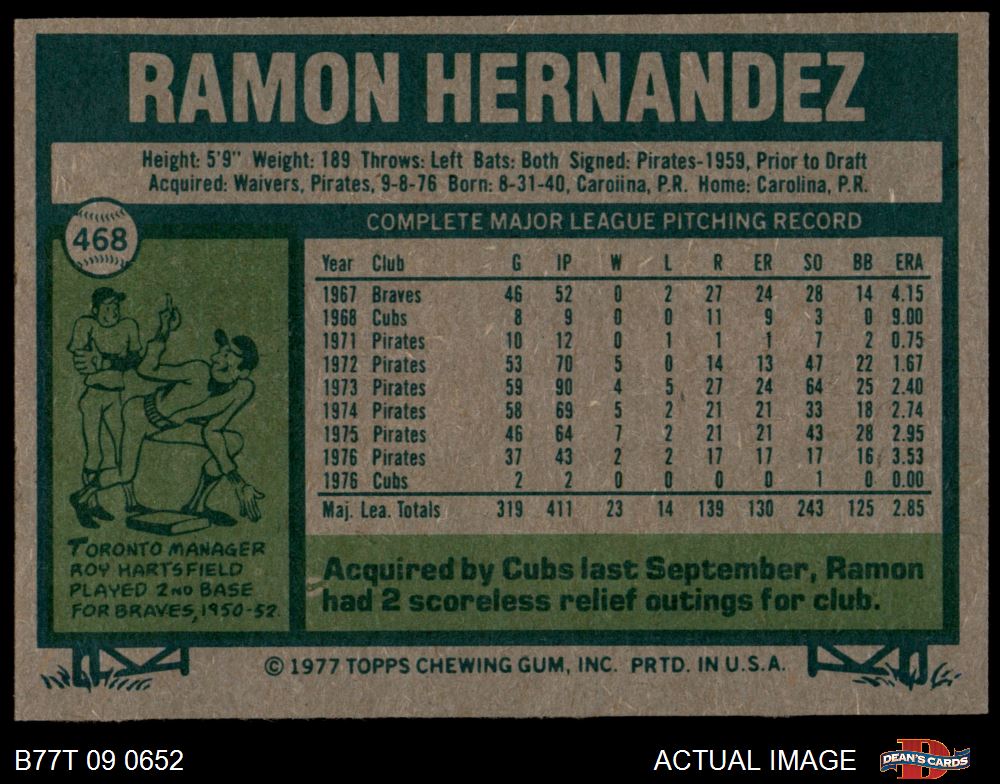 RAMON HERNANDEZ
Height: 5'9" Weight: 189 Throws: Left Bats: Both Signed: Pirates-1959, Prior to Draft
Acquired: Waivers, Pirates, 9-8-76 Born: 8-31-40, Caroiina, P.R. Home: Carolina, P.R.
468
COMPLETE MAJOR LEAGUE PITCHING RECORD
Year Club G IP W L R ER SO BB ERA
1967 Braves 46 52 0 2 27 24 28 14 4.15
1968 Cubs 8 9 0 0 11 9 3 0 9.00
1971 Pirates 10 12 0 1 1 1 7 2 0.75
1972 Pirates 53 70 5 0 14 13 47 22 1.67
1973 Pirates 59 90 4 5 27 24 64 25 2.40
1974 Pirates 58 69 5 2 21 21 33 18 2.74
1975 Pirates 46 64 7 2 21 21 43 28 2.95
1976 Pirates 37 43 2 2 17 17 17 16 3.53
1976 Cubs 2 2 0 0 0 0 1 0 0.00
Maj. Lea. Totals 319 411 23 14 139 130 243 125 2.85
TORONTO MANAGER
ROY HARTSFIELD
PLAYED 2ND BASE
FOR BRAVES, 1950-52.
Acquired by Cubs last September, Ramon
had 2 scoreless relief outings for club.
© 1977 TOPPS CHEWING GUM, INC. PRTD. IN U.S.A.
B77T 09 0652
ACTUAL IMAGE
DEAN'S CARDS